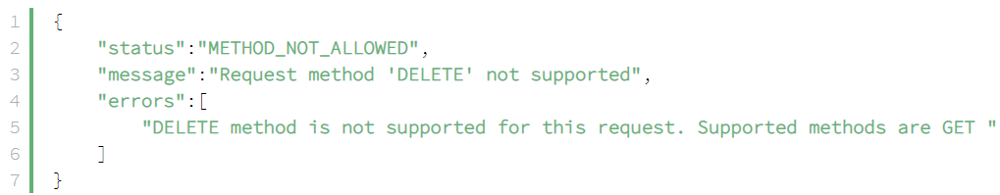 1 {
2     "status":"METHOD_NOT_ALLOWED",
3     "message":"Request method 'DELETE' not supported",
4     "errors":[
5         "DELETE method is not supported for this request. Supported methods are GET "
6     ]
7 }